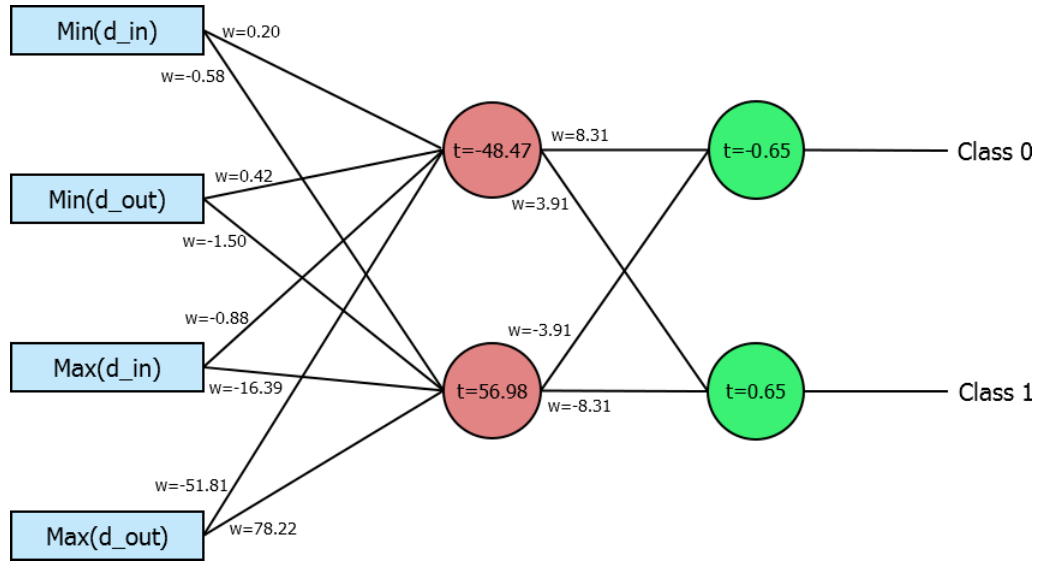 Min(d_in)
w=0.20
w=-0.58
t=-48.47
w=8.31
t=-0.65
Class 0
w=0.42
Min(d_out)
w=3.91
w=-1.50
w=-0.88
w=-3.91
Max(d_in)
w=-16.39
t=56.98
w=-8.31
t=0.65
Class 1
w=-51.81
w=78.22
Max(d_out)